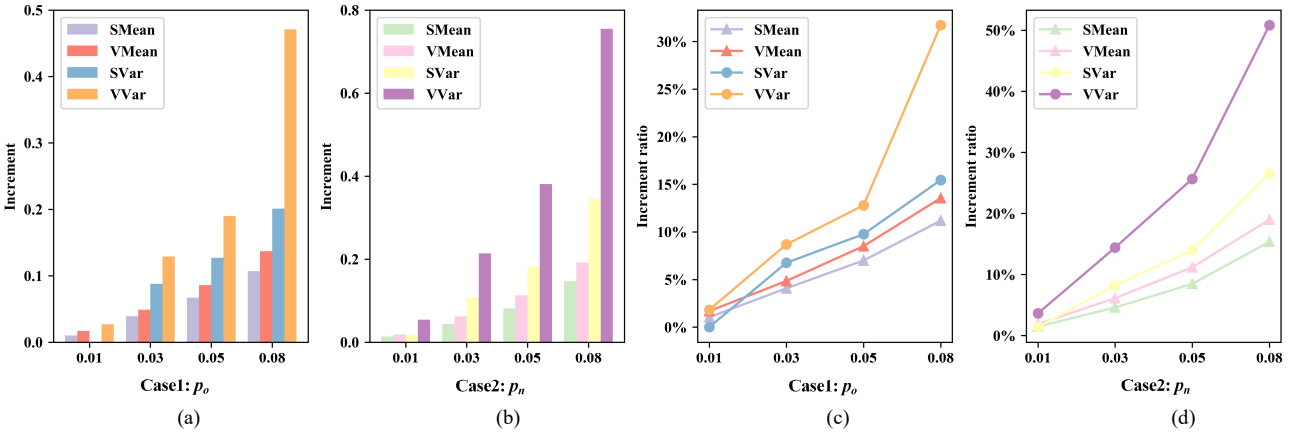 0.5
0.4
0.3
0.2
0.1
0.0
Increment
SMean
VMean
SVar
VVar
0.01 0.03 0.05 0.08
Case1: pₒ
(a)
0.8
0.6
0.4
0.2
0.0
Increment
SMean
VMean
SVar
VVar
0.01 0.03 0.05 0.08
Case2: pₙ
(b)
30%
25%
20%
15%
10%
5%
0%
Increment ratio
SMean
VMean
SVar
VVar
0.01 0.03 0.05 0.08
Case1: pₒ
(c)
50%
40%
30%
20%
10%
0%
Increment ratio
SMean
VMean
SVar
VVar
0.01 0.03 0.05 0.08
Case2: pₙ
(d)